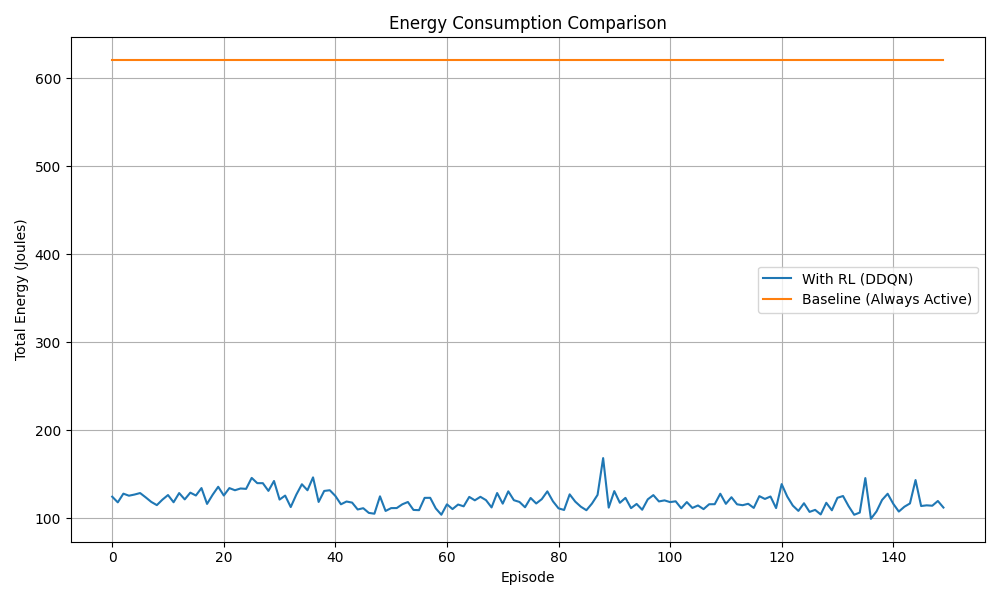 Energy Consumption Comparison
Total Energy (Joules)
600
500
400
300
200
100
With RL (DDQN)
Baseline (Always Active)
0 20 40 60 80 100 120 140
Episode